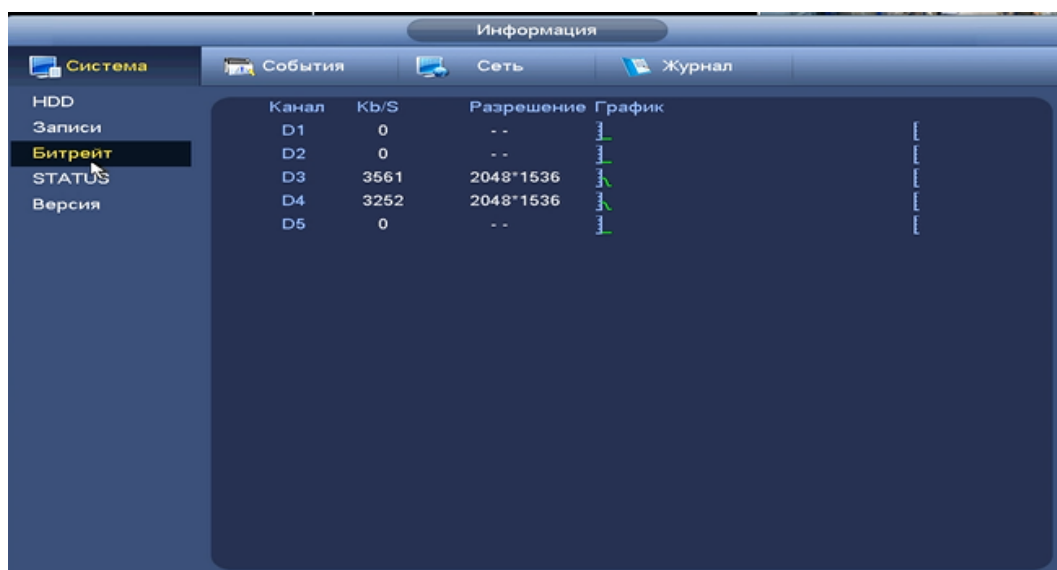 Информация
Система События Сеть Журнал
HDD
Записи
Битрейт
STATUS
Версия
Канал Kb/S Разрешение График
D1 0 - -
D2 0 - -
D3 3561 2048*1536
D4 3252 2048*1536
D5 0 - -